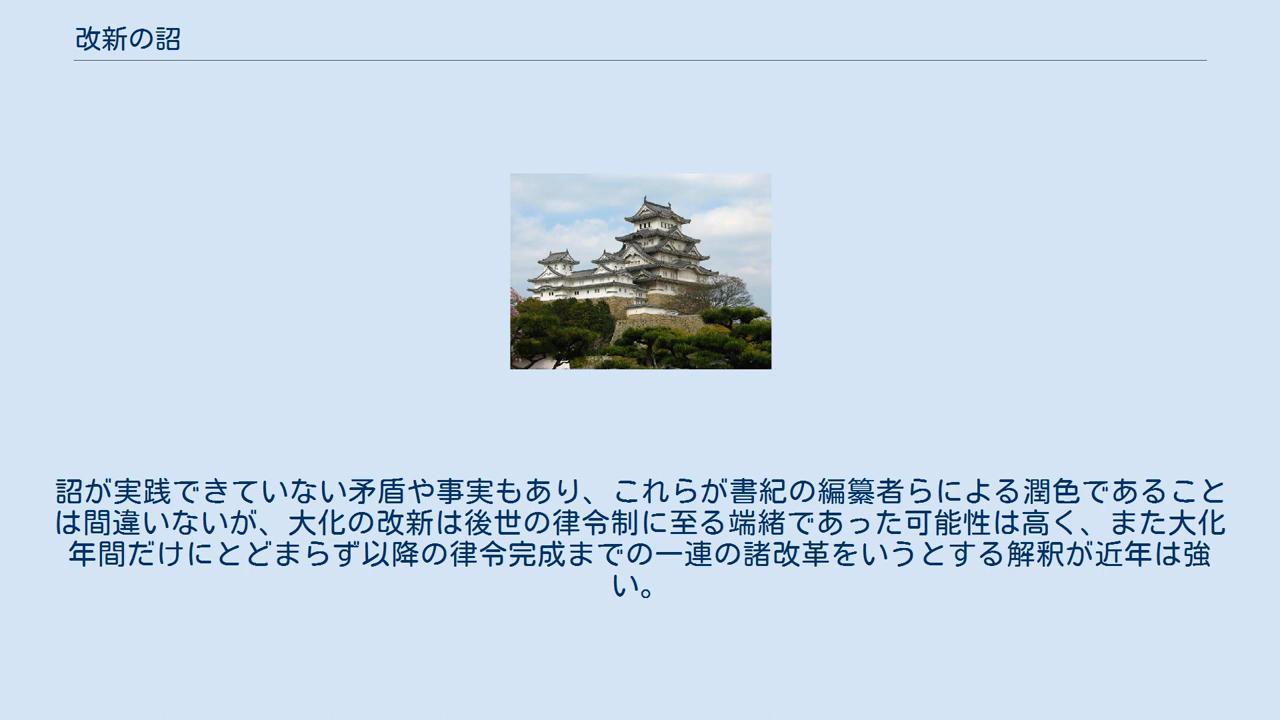 改新の詔
詔が実践できていない矛盾や事実もあり、これらが書紀の編纂者らによる潤色であること
は間違いないが、大化の改新は後世の律令制に至る端緒であった可能性は高く、また大化
年間だけにとどまらず以降の律令完成までの一連の諸改革をいうとする解釈が近年は強
い。